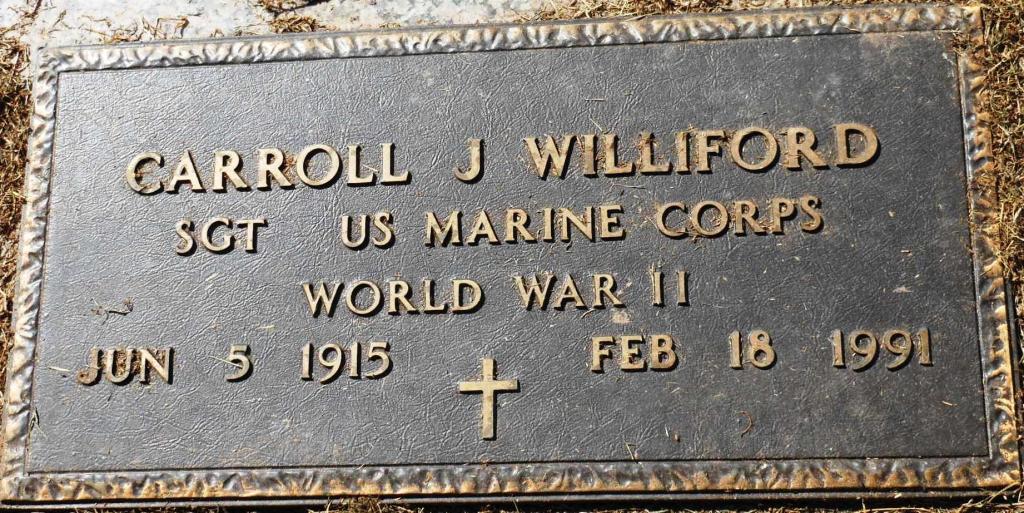 CARROLL J WILLIFORD
SGT US MARINE CORPS
WORLD WAR II
JUN 5 1915 FEB 18 1991